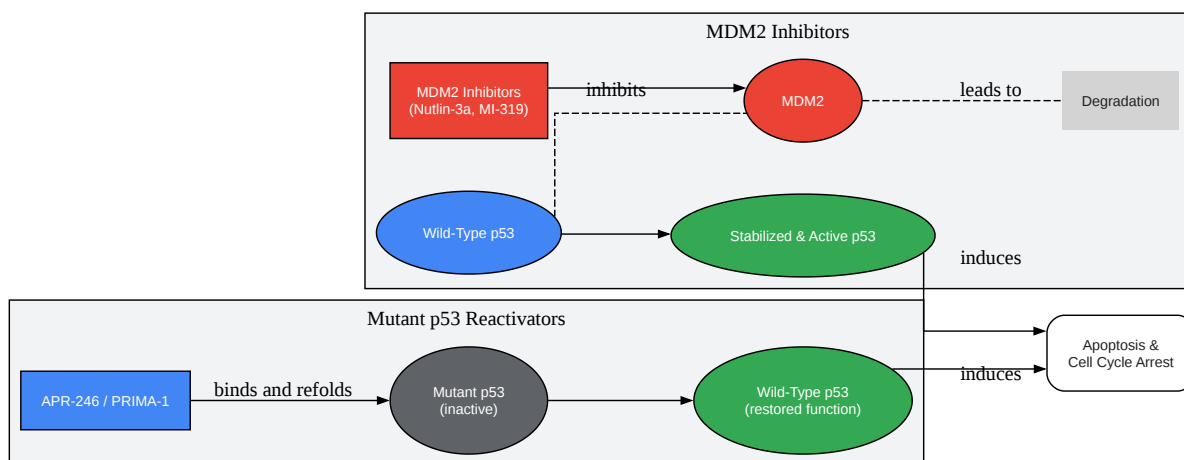 MDM2 Inhibitors
MDM2 Inhibitors
(Nutlin-3a, MI-319)
inhibits
MDM2
leads to
Degradation
Wild-Type p53
Stabilized & Active p53
induces
Mutant p53 Reactivators
APR-246 / PRIMA-1
binds and refolds
Mutant p53
(inactive)
Wild-Type p53
(restored function)
induces
Apoptosis &
Cell Cycle Arrest